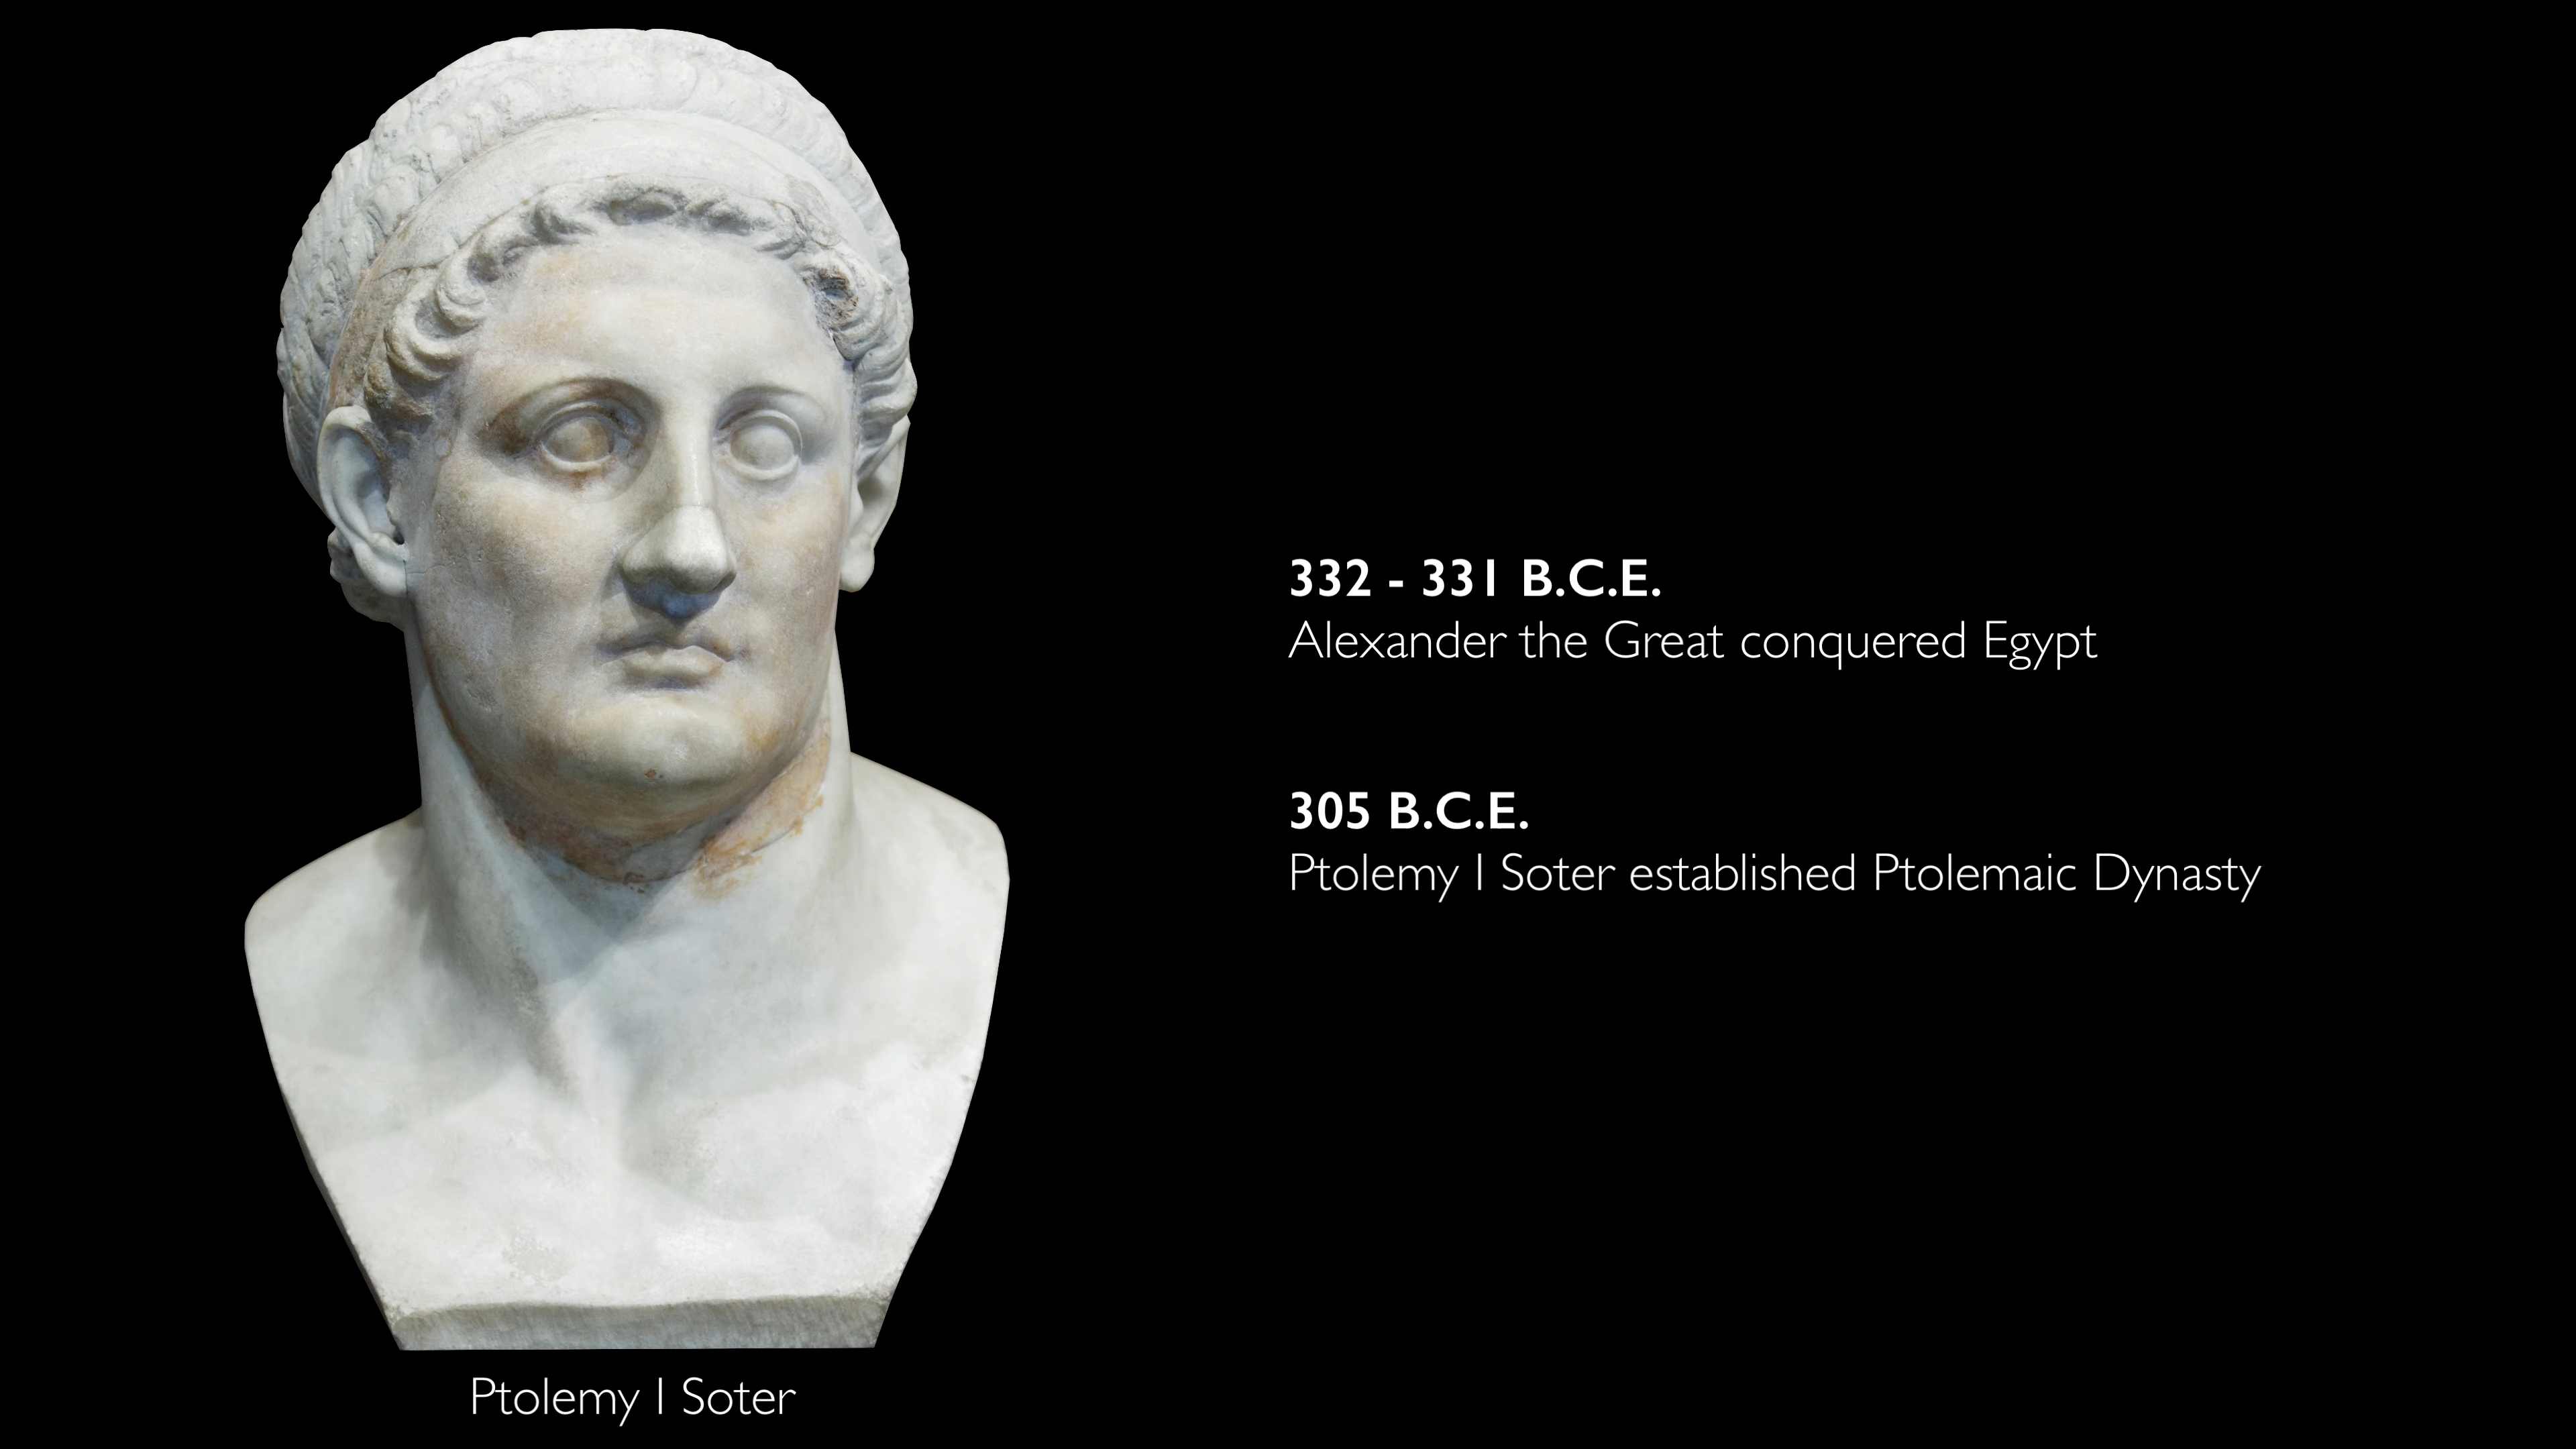 332 - 331 B.C.E.
Alexander the Great conquered Egypt
305 B.C.E.
Ptolemy I Soter established Ptolemaic Dynasty
Ptolemy I Soter